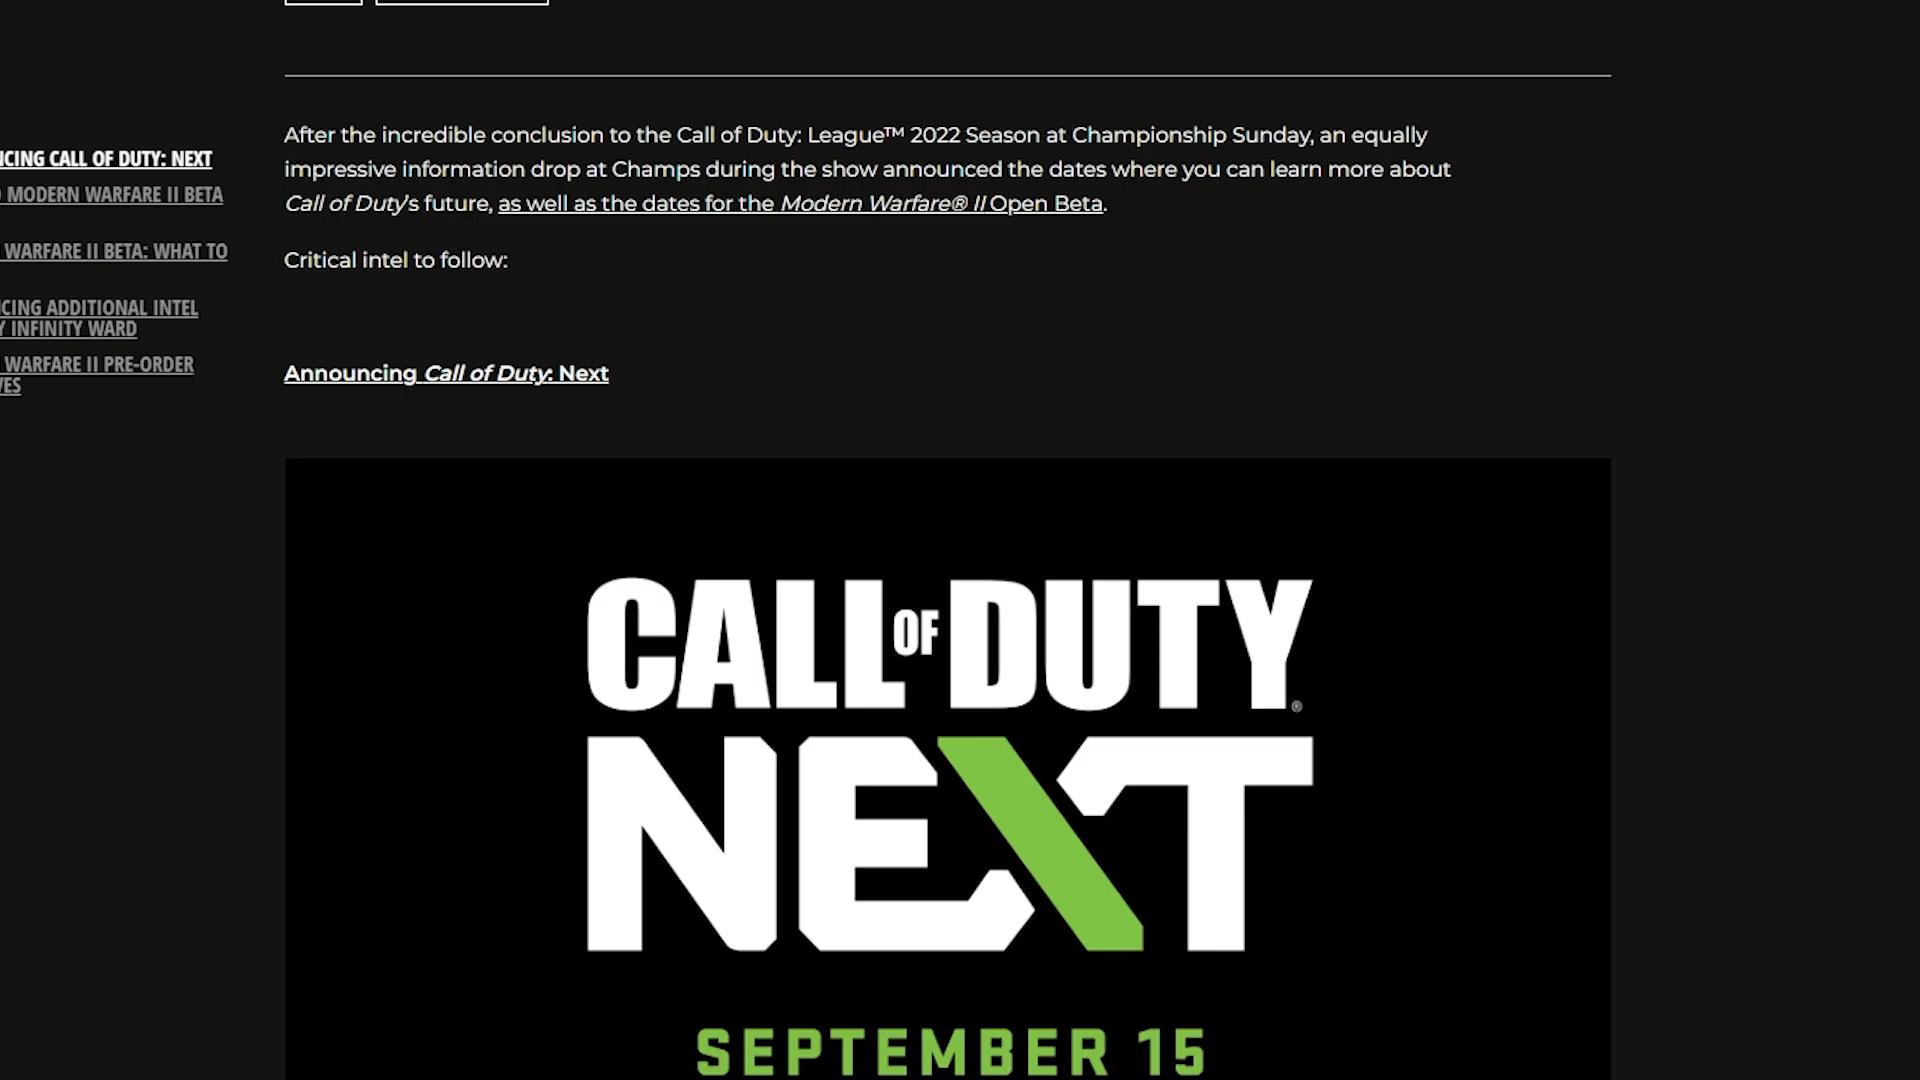 NCING CALL OF DUTY: NEXT
MODERN WARFARE II BETA
WARFARE II BETA: WHAT TO
CING ADDITIONAL INTEL
Y INFINITY WARD
WARFARE II PRE-ORDER
VES
After the incredible conclusion to the Call of Duty: League™ 2022 Season at Championship Sunday, an equally
impressive information drop at Champs during the show announced the dates where you can learn more about
Call of Duty's future, as well as the dates for the Modern Warfare® II Open Beta.
Critical intel to follow:
Announcing Call of Duty: Next
CALL OF DUTY®
NEXT
SEPTEMBER 15